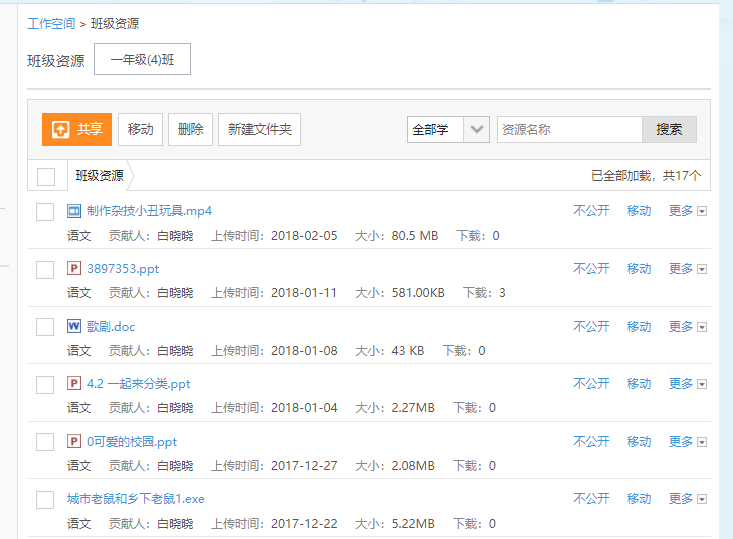 工作空间 > 班级资源
班级资源 一年级(4)班
共享 移动 删除 新建文件夹 全部学 资源名称 搜索
班级资源 已全部加载，共17个
制作杂技小丑玩具.mp4 不公开 移动 更多
语文 贡献人：白晓晓 上传时间：2018-02-05 大小：80.5 MB 下载：0
3897353.ppt 不公开 移动 更多
语文 贡献人：白晓晓 上传时间：2018-01-11 大小：581.00KB 下载：3
歌剧.doc 不公开 移动 更多
语文 贡献人：白晓晓 上传时间：2018-01-08 大小：43 KB 下载：0
4.2 一起来分类.ppt 不公开 移动 更多
语文 贡献人：白晓晓 上传时间：2018-01-04 大小：2.27MB 下载：0
0可爱的校园.ppt 不公开 移动 更多
语文 贡献人：白晓晓 上传时间：2017-12-27 大小：2.08MB 下载：0
城市老鼠和乡下老鼠1.exe 不公开 移动 更多
语文 贡献人：白晓晓 上传时间：2017-12-22 大小：5.22MB 下载：0